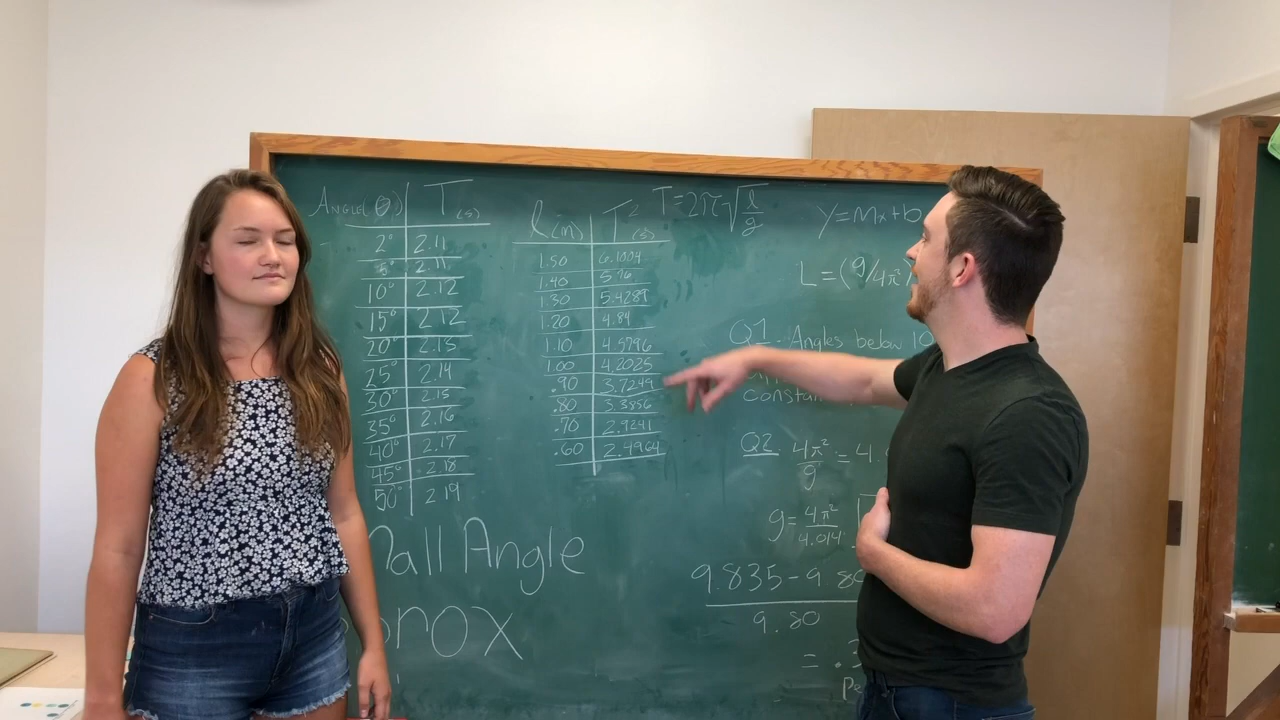 Angle(θ°) T(s)
2° 2.11
5° 2.11
10° 2.12
15° 2.12
20° 2.13
25° 2.14
30° 2.15
35° 2.16
40° 2.17
45° 2.18
50° 2.19
mall Angle
prox
l(m) T²(s)
1.50 6.1004
1.40 5.76
1.30 5.4289
1.20 4.84
1.10 4.5796
1.00 4.2025
.90 3.7249
.80 3.3856
.70 2.9241
.60 2.4964
T=2π√l/g
y=mx+b
L=(g/4π²)
Q1. Angles below 10
constan
Q2 4π²/g = 4.
g= 4π²/4.014
9.835-9.80
9.80
= .3
Pe